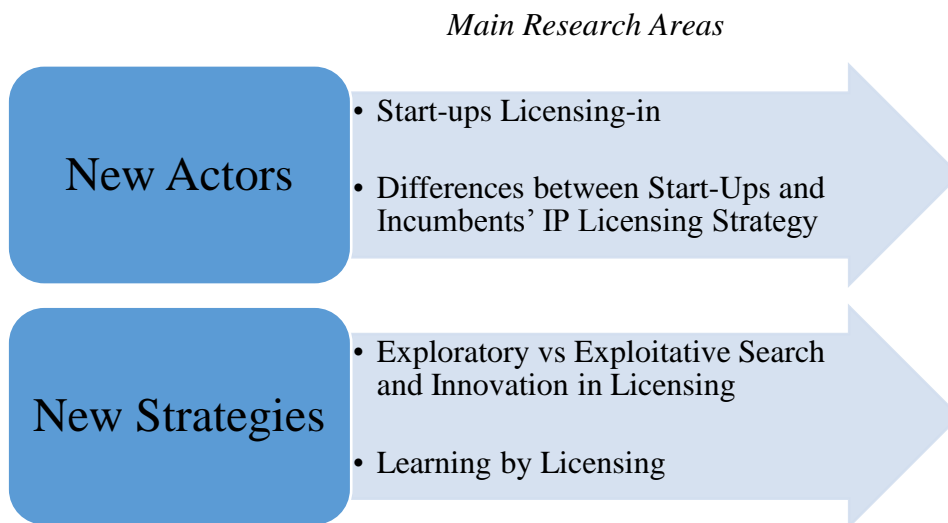 Main Research Areas
New Actors
• Start-ups Licensing-in
• Differences between Start-Ups and
Incumbents’ IP Licensing Strategy
New Strategies
• Exploratory vs Exploitative Search
and Innovation in Licensing
• Learning by Licensing